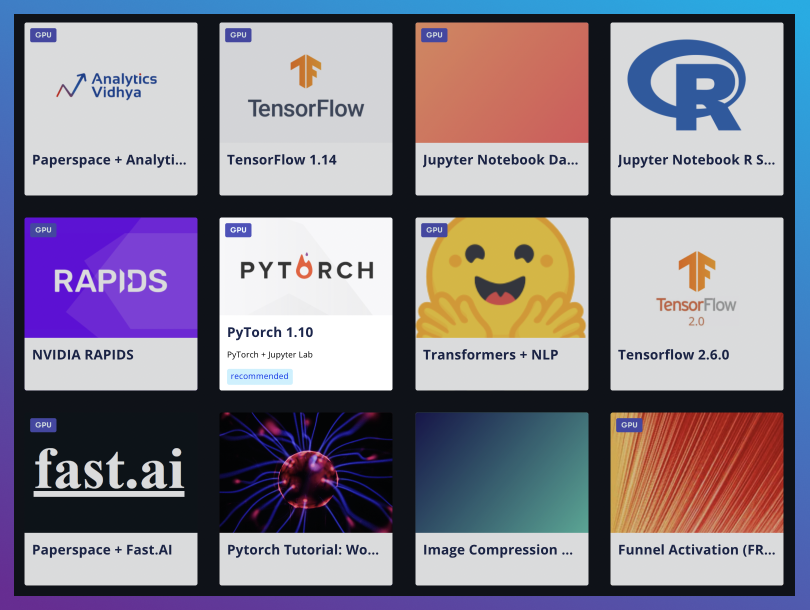 GPU
Analytics
Vidhya
Paperspace + Analyti...
GPU
TensorFlow
TensorFlow 1.14
GPU
Jupyter Notebook Da...
R
Jupyter Notebook R S...
GPU
RAPIDS
NVIDIA RAPIDS
GPU
PYTORCH
PyTorch 1.10
PyTorch + Jupyter Lab
recommended
GPU
Transformers + NLP
TensorFlow
2.0
Tensorflow 2.6.0
GPU
fast.ai
Paperspace + Fast.AI
Pytorch Tutorial: Wo...
Image Compression ...
GPU
Funnel Activation (FR...